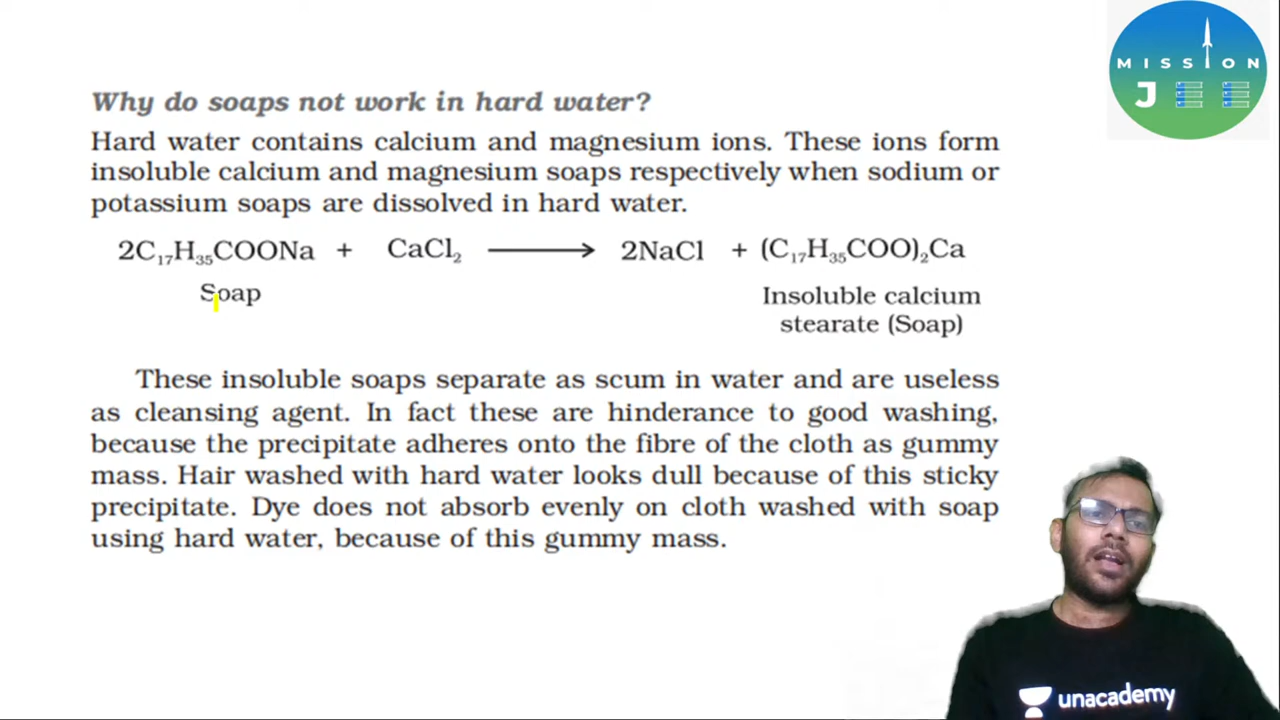 MISSION
JEE
Why do soaps not work in hard water?
Hard water contains calcium and magnesium ions. These ions form
insoluble calcium and magnesium soaps respectively when sodium or
potassium soaps are dissolved in hard water.
2C₁₇H₃₅COONa + CaCl₂ ⟶ 2NaCl + (C₁₇H₃₅COO)₂Ca
Soap
Insoluble calcium
stearate (Soap)
These insoluble soaps separate as scum in water and are useless
as cleansing agent. In fact these are hinderance to good washing,
because the precipitate adheres onto the fibre of the cloth as gummy
mass. Hair washed with hard water looks dull because of this sticky
precipitate. Dye does not absorb evenly on cloth washed with soap
using hard water, because of this gummy mass.
unacademy